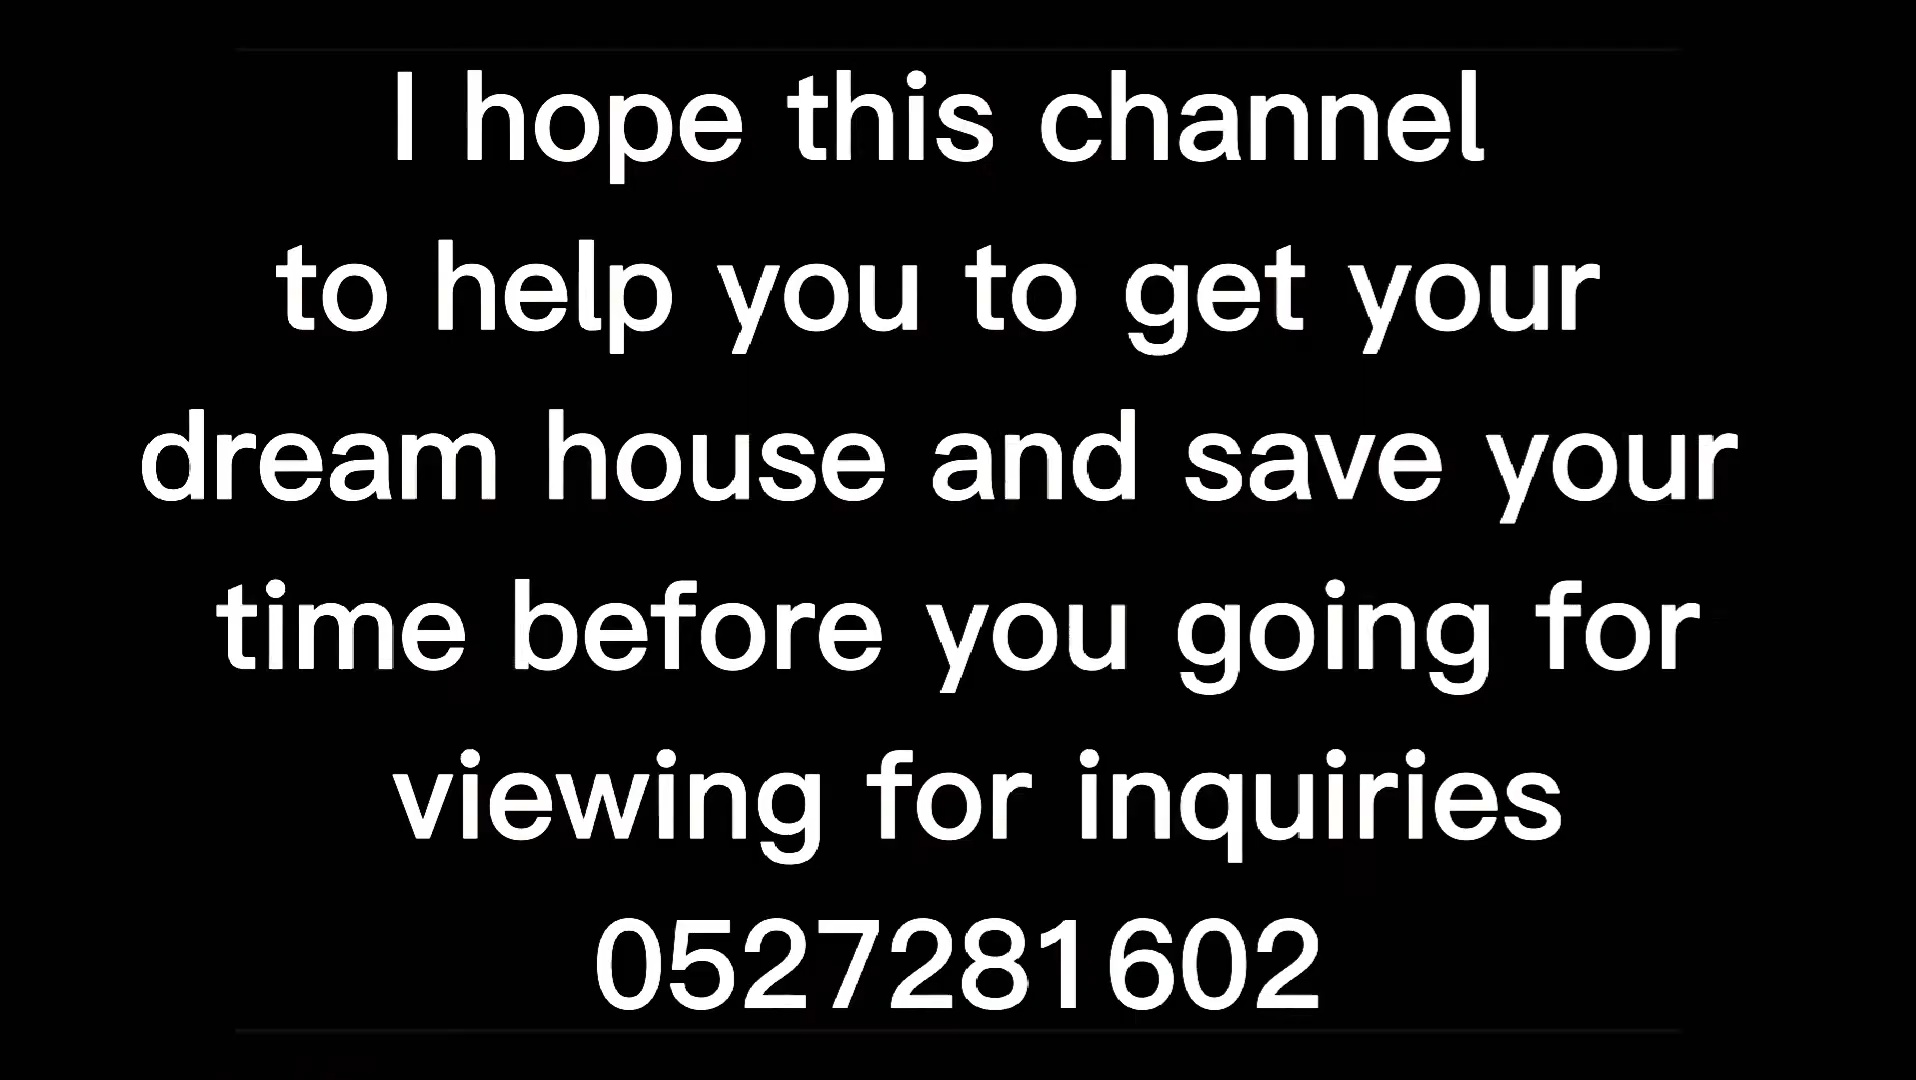 I hope this channel
to help you to get your
dream house and save your
time before you going for
viewing for inquiries
0527281602